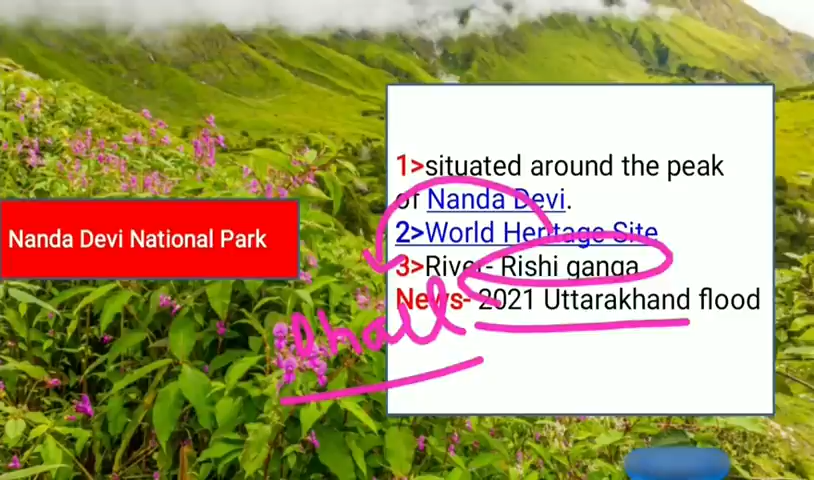 Nanda Devi National Park
1>situated around the peak
of Nanda Devi.
2>World Heritage Site
3>River- Rishi ganga
News- 2021 Uttarakhand flood